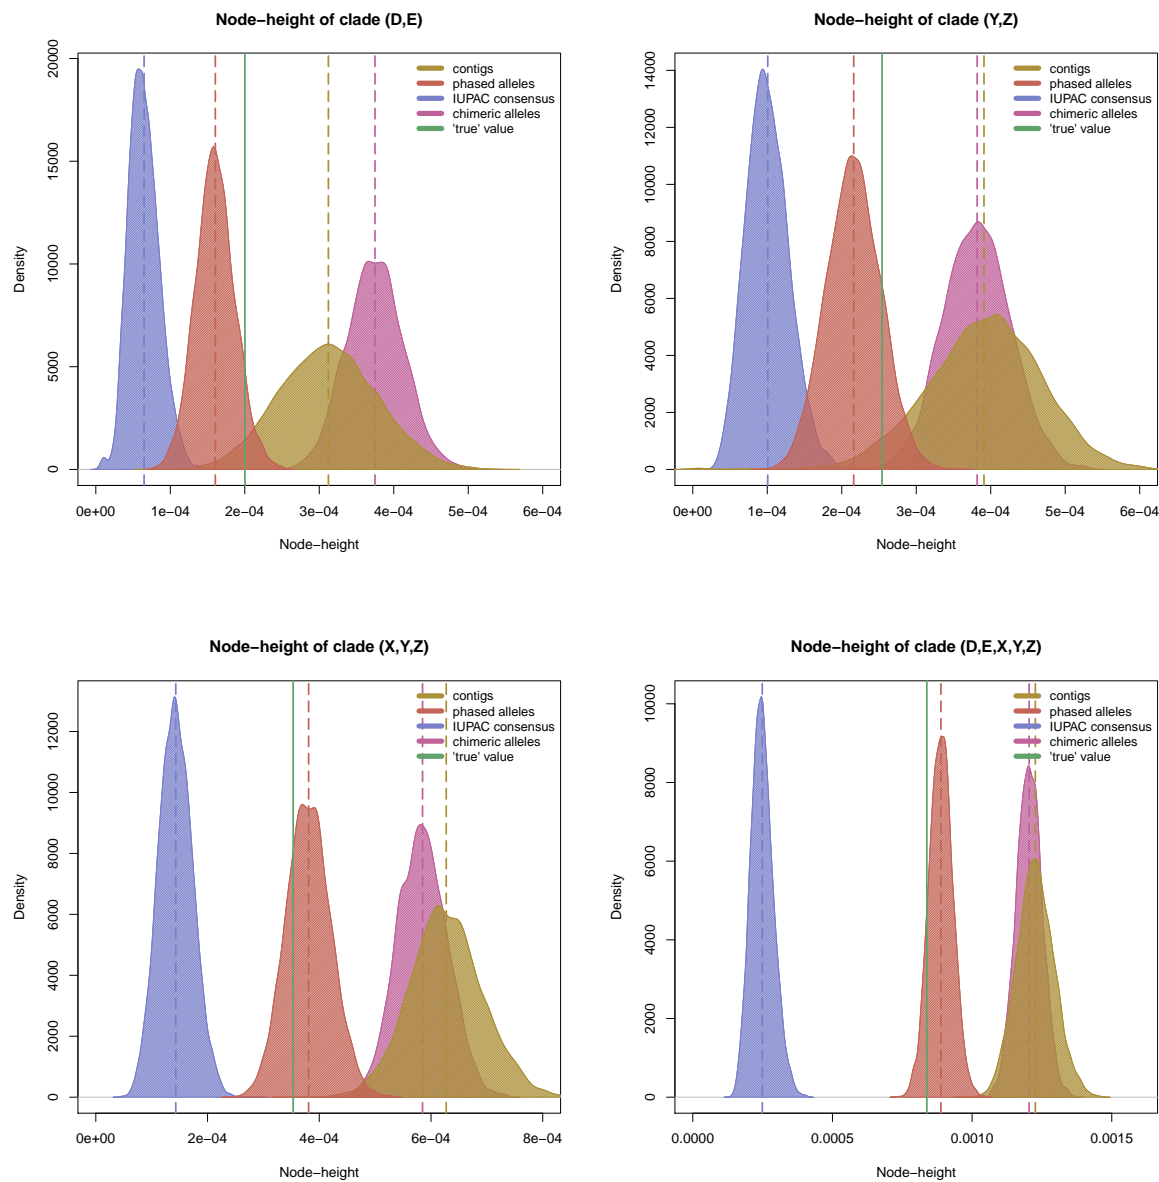 Node−height of clade (D,E)
Density
0 5000 10000 15000 20000
contigs
phased alleles
IUPAC consensus
chimeric alleles
'true' value
0e+00 1e−04 2e−04 3e−04 4e−04 5e−04 6e−04
Node−height
Node−height of clade (Y,Z)
Density
0 2000 4000 6000 8000 10000 12000 14000
contigs
phased alleles
IUPAC consensus
chimeric alleles
'true' value
0e+00 1e−04 2e−04 3e−04 4e−04 5e−04 6e−04
Node−height
Node−height of clade (X,Y,Z)
Density
0 2000 4000 6000 8000 10000 12000
contigs
phased alleles
IUPAC consensus
chimeric alleles
'true' value
0e+00 2e−04 4e−04 6e−04 8e−04
Node−height
Node−height of clade (D,E,X,Y,Z)
Density
0 2000 4000 6000 8000 10000
contigs
phased alleles
IUPAC consensus
chimeric alleles
'true' value
0.0000 0.0005 0.0010 0.0015
Node−height